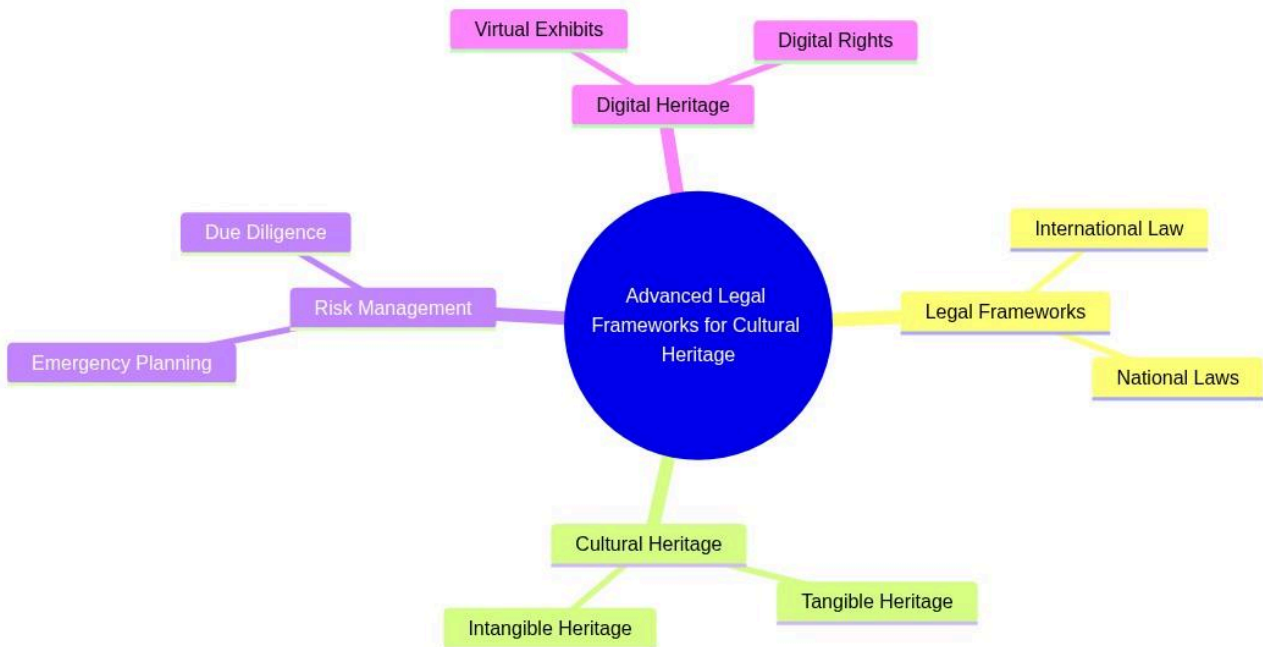 Virtual Exhibits
Digital Rights
Digital Heritage
Due Diligence
International Law
Risk Management
Advanced Legal
Frameworks for Cultural
Heritage
Legal Frameworks
Emergency Planning
National Laws
Cultural Heritage
Tangible Heritage
Intangible Heritage